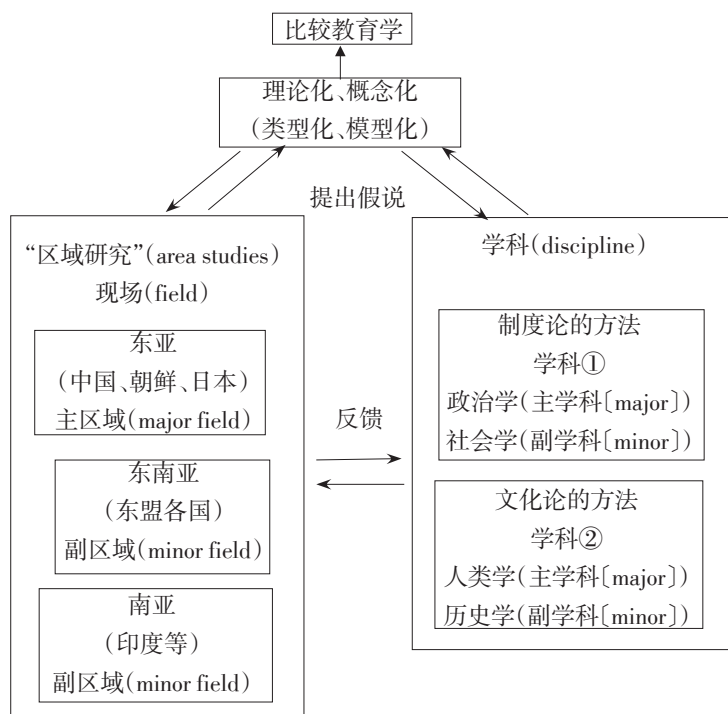 比较教育学
理论化、概念化
(类型化、模型化)
提出假说
“区域研究”(area studies)
现场(field)
东亚
(中国、朝鲜、日本)
主区域(major field)
东南亚
(东盟各国)
副区域(minor field)
南亚
(印度等)
副区域(minor field)
反馈
学科(discipline)
制度论的方法
学科①
政治学(主学科〔major〕)
社会学(副学科〔minor〕)
文化论的方法
学科②
人类学(主学科〔major〕)
历史学(副学科〔minor〕)